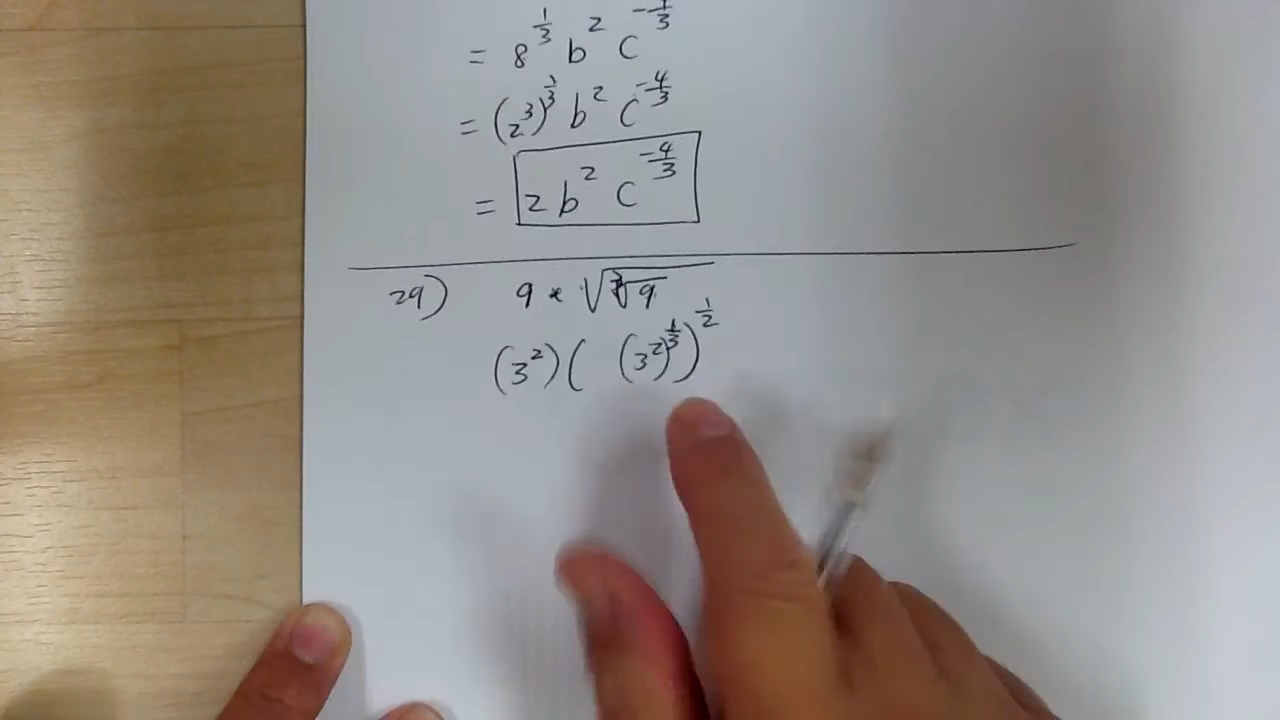 = 8^(1/3) b^2 c^(-4/3)
= (2^3)^(1/3) b^2 c^(-4/3)
= 2 b^2 c^(-4/3)
29) 9 * √(∛9)
(3^2)( (3^2)^(1/3) )^(1/2)